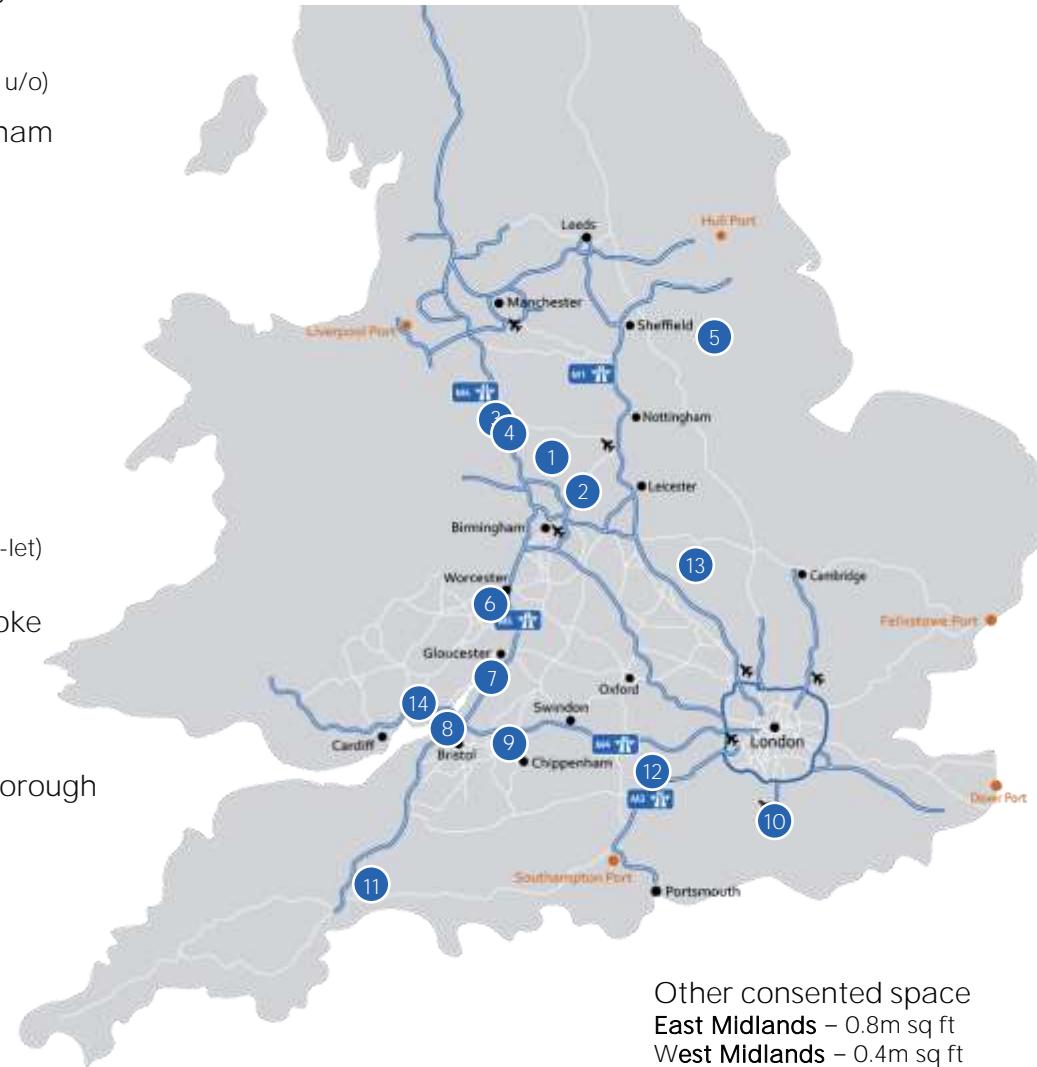 u/o)
ham
Leeds
Hull Port
Manchester
Liverpool Port
Sheffield
5
M1
M6
3
4
Nottingham
1
2
Leicester
Birmingham
-let)
13
Cambridge
Worcester
6
oke
Felixstowe Port
Gloucester
7
Oxford
14
Swindon
8
Cardiff
Bristol
9
M4
London
Chippenham
12
orough
M3
Dover Port
10
Southampton Port
11
Portsmouth
Other consented space
East Midlands – 0.8m sq ft
West Midlands – 0.4m sq ft